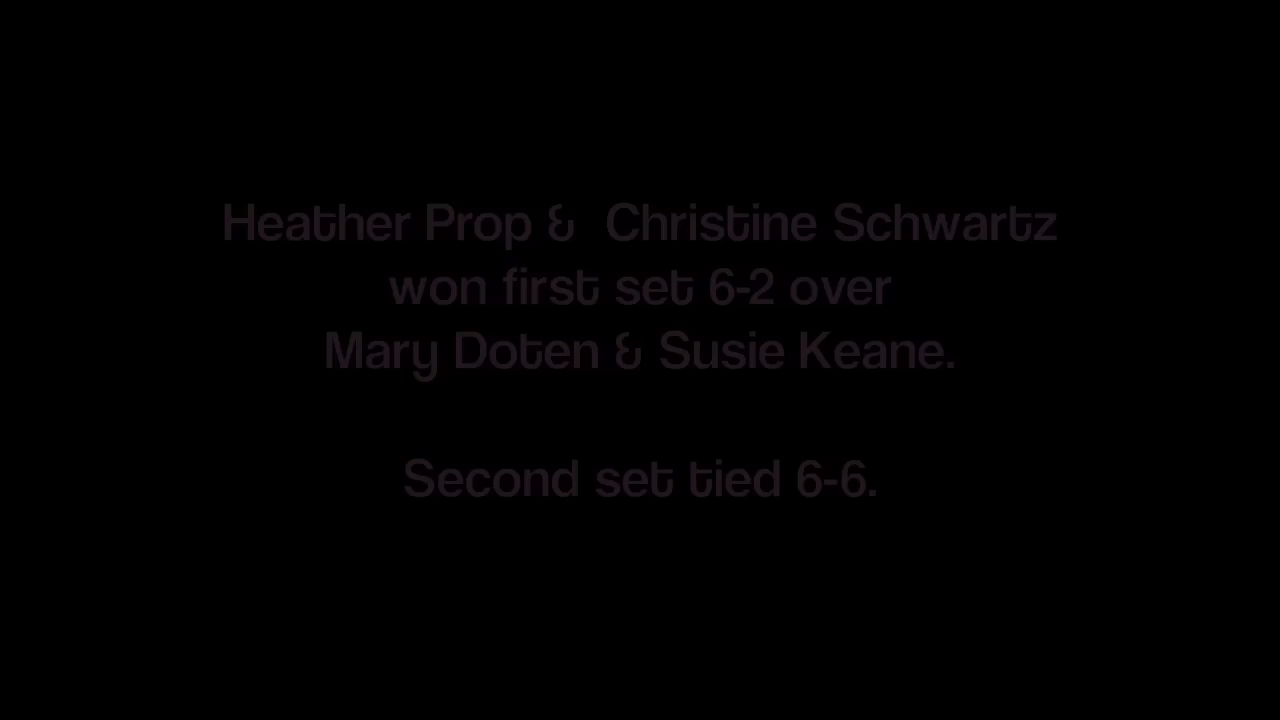 Heather Prop &  Christine Schwartz
won first set 6-2 over
Mary Doten & Susie Keane.
Second set tied 6-6.